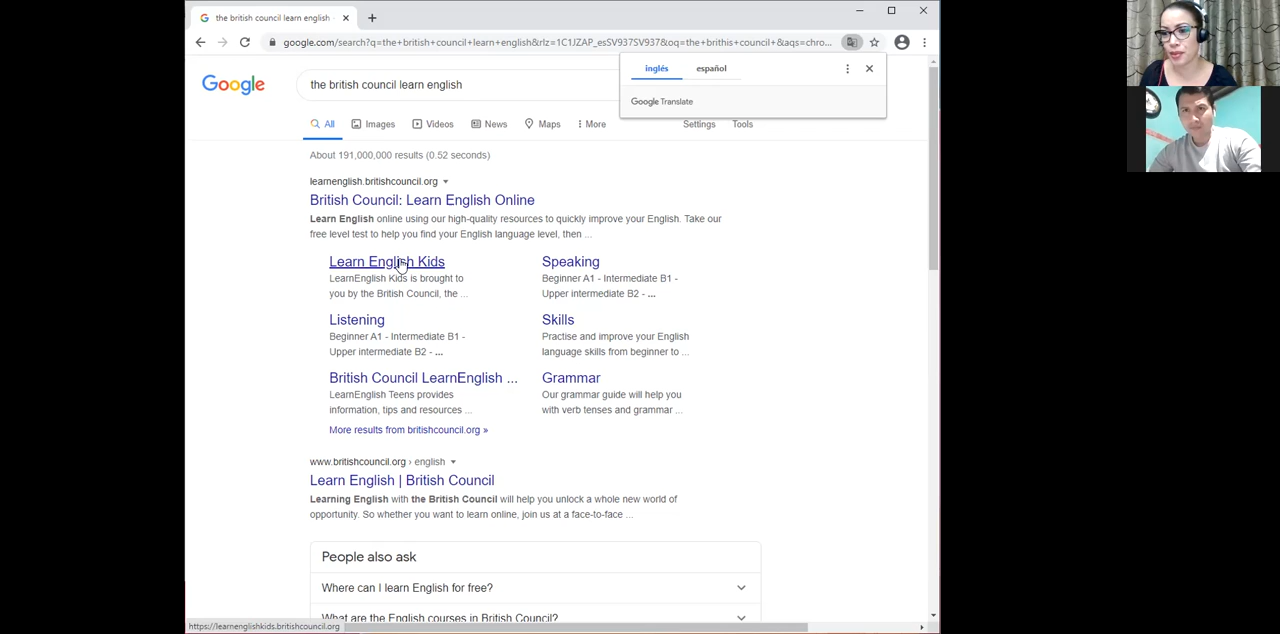 the british council learn english
google.com/search?q=the+british+council+learn+english&rlz=1C1JZAP_esSV937SV937&oq=the+brithis+council+&aqs=chro...
inglés español
Google Translate
Google
the british council learn english
All Images Videos News Maps More Settings Tools
About 191,000,000 results (0.52 seconds)
learnenglish.britishcouncil.org
British Council: Learn English Online
Learn English online using our high-quality resources to quickly improve your English. Take our
free level test to help you find your English language level, then ...
Learn English Kids
LearnEnglish Kids is brought to
you by the British Council, the ...
Speaking
Beginner A1 - Intermediate B1 -
Upper intermediate B2 - ...
Listening
Beginner A1 - Intermediate B1 -
Upper intermediate B2 - ...
Skills
Practise and improve your English
language skills from beginner to ...
British Council LearnEnglish ...
LearnEnglish Teens provides
information, tips and resources ...
Grammar
Our grammar guide will help you
with verb tenses and grammar ...
More results from britishcouncil.org »
www.britishcouncil.org › english
Learn English | British Council
Learning English with the British Council will help you unlock a whole new world of
opportunity. So whether you want to learn online, join us at a face-to-face ...
People also ask
Where can I learn English for free?
What are the English courses in British Council?
https://learnenglishkids.britishcouncil.org